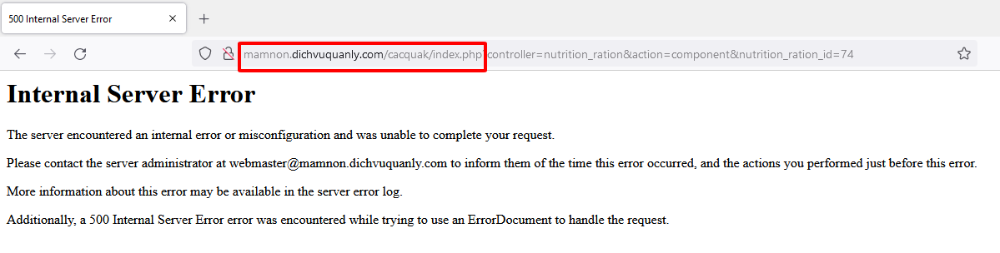 500 Internal Server Error
mamnon.dichvuquanly.com/cacquak/index.php?controller=nutrition_ration&action=component&nutrition_ration_id=74
Internal Server Error
The server encountered an internal error or misconfiguration and was unable to complete your request.
Please contact the server administrator at webmaster@mamnon.dichvuquanly.com to inform them of the time this error occurred, and the actions you performed just before this error.
More information about this error may be available in the server error log.
Additionally, a 500 Internal Server Error error was encountered while trying to use an ErrorDocument to handle the request.